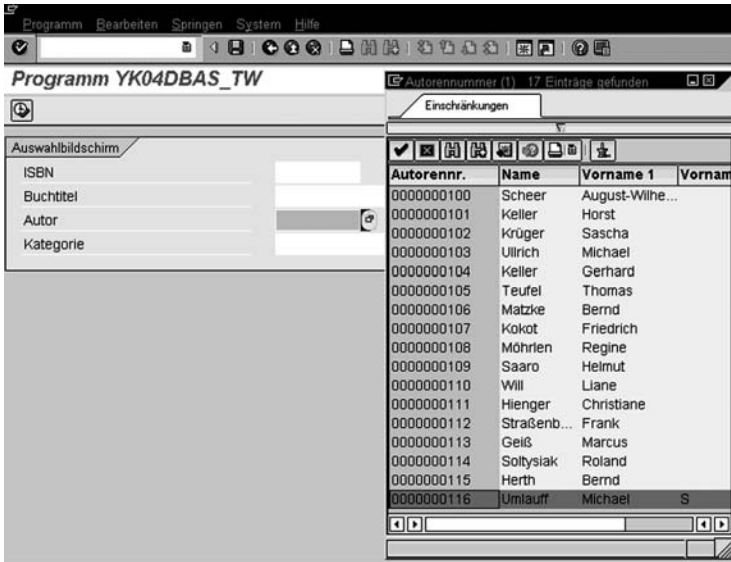 Programm Bearbeiten Springen System Hilfe
Programm YK04DBAS_TW
Auswahlbildschirm
ISBN
Buchtitel
Autor
Kategorie
Autorennummer (1) 17 Einträge gefunden
Einschränkungen
Autorennr. Name Vorname 1 Vornam
0000000100 Scheer August-Wilhe...
0000000101 Keller Horst
0000000102 Krüger Sascha
0000000103 Ullrich Michael
0000000104 Keller Gerhard
0000000105 Teufel Thomas
0000000106 Matzke Bernd
0000000107 Kokot Friedrich
0000000108 Möhrlen Regine
0000000109 Saaro Helmut
0000000110 Will Liane
0000000111 Hienger Christiane
0000000112 Straßenb... Frank
0000000113 Geiß Marcus
0000000114 Soltysiak Roland
0000000115 Herth Bernd
0000000116 Umlauff Michael S